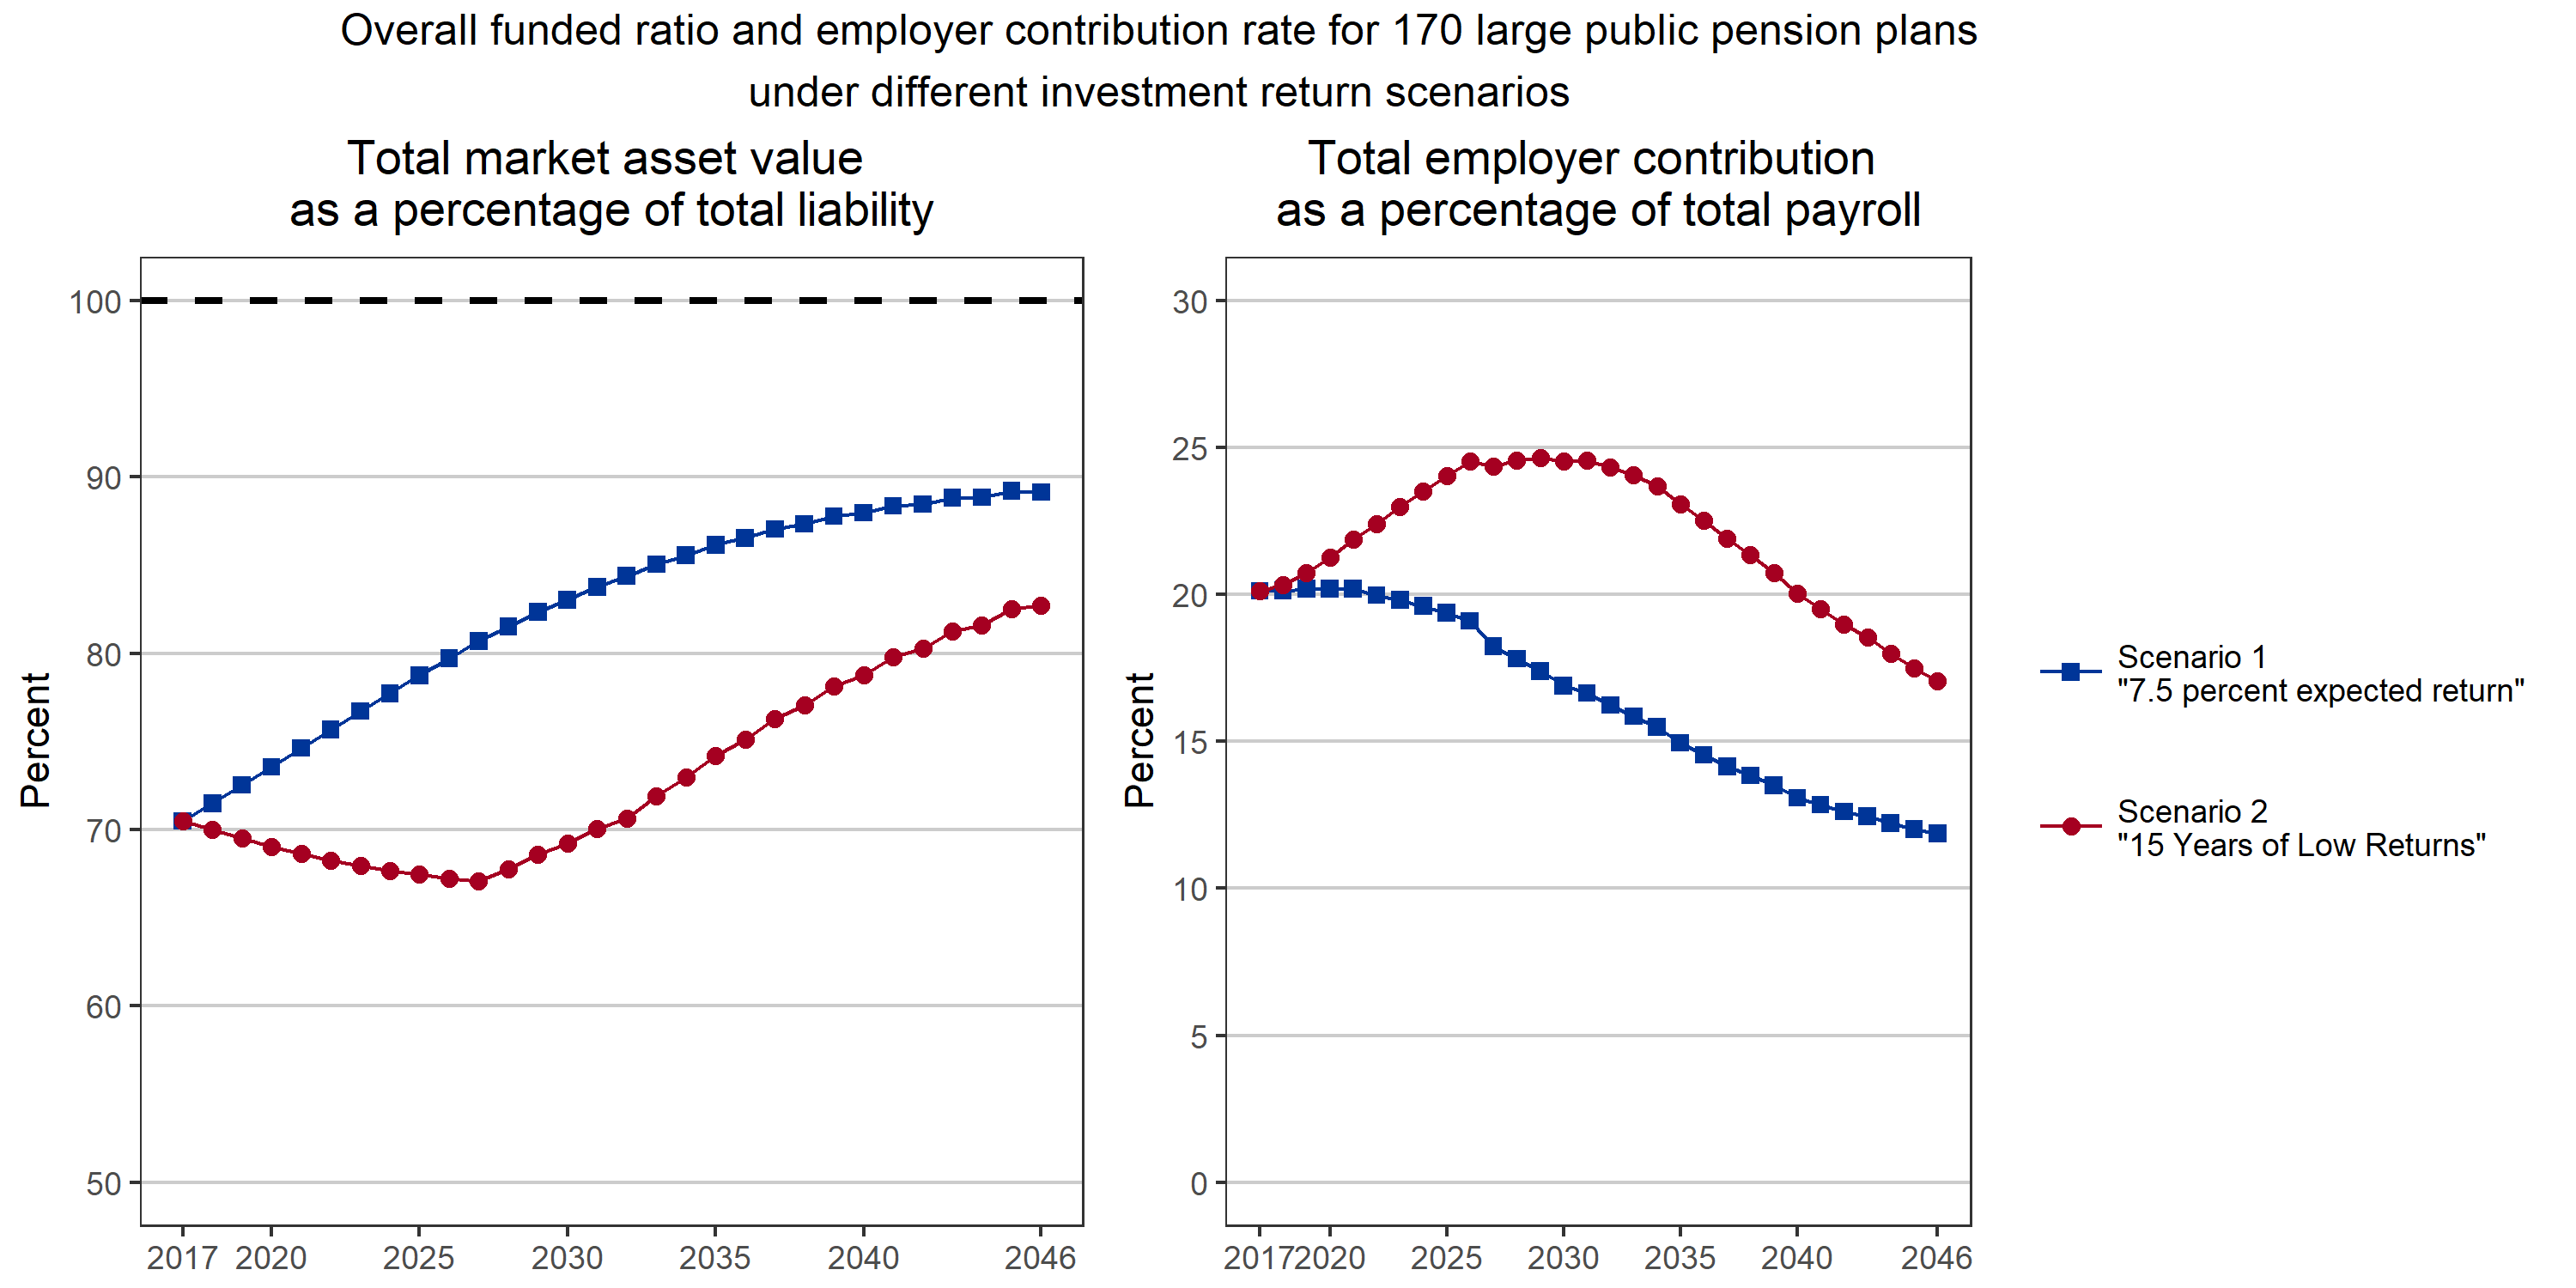 Overall funded ratio and employer contribution rate for 170 large public pension plans
under different investment return scenarios
Total market asset value
as a percentage of total liability
Percent
100
90
80
70
60
50
2017 2020 2025 2030 2035 2040 2046
Total employer contribution
as a percentage of total payroll
Percent
30
25
20
15
10
5
0
2017 2020 2025 2030 2035 2040 2046
Scenario 1
"7.5 percent expected return"
Scenario 2
"15 Years of Low Returns"